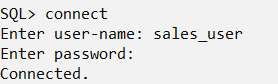 SQL> connect
Enter user-name: sales_user
Enter password:
Connected.